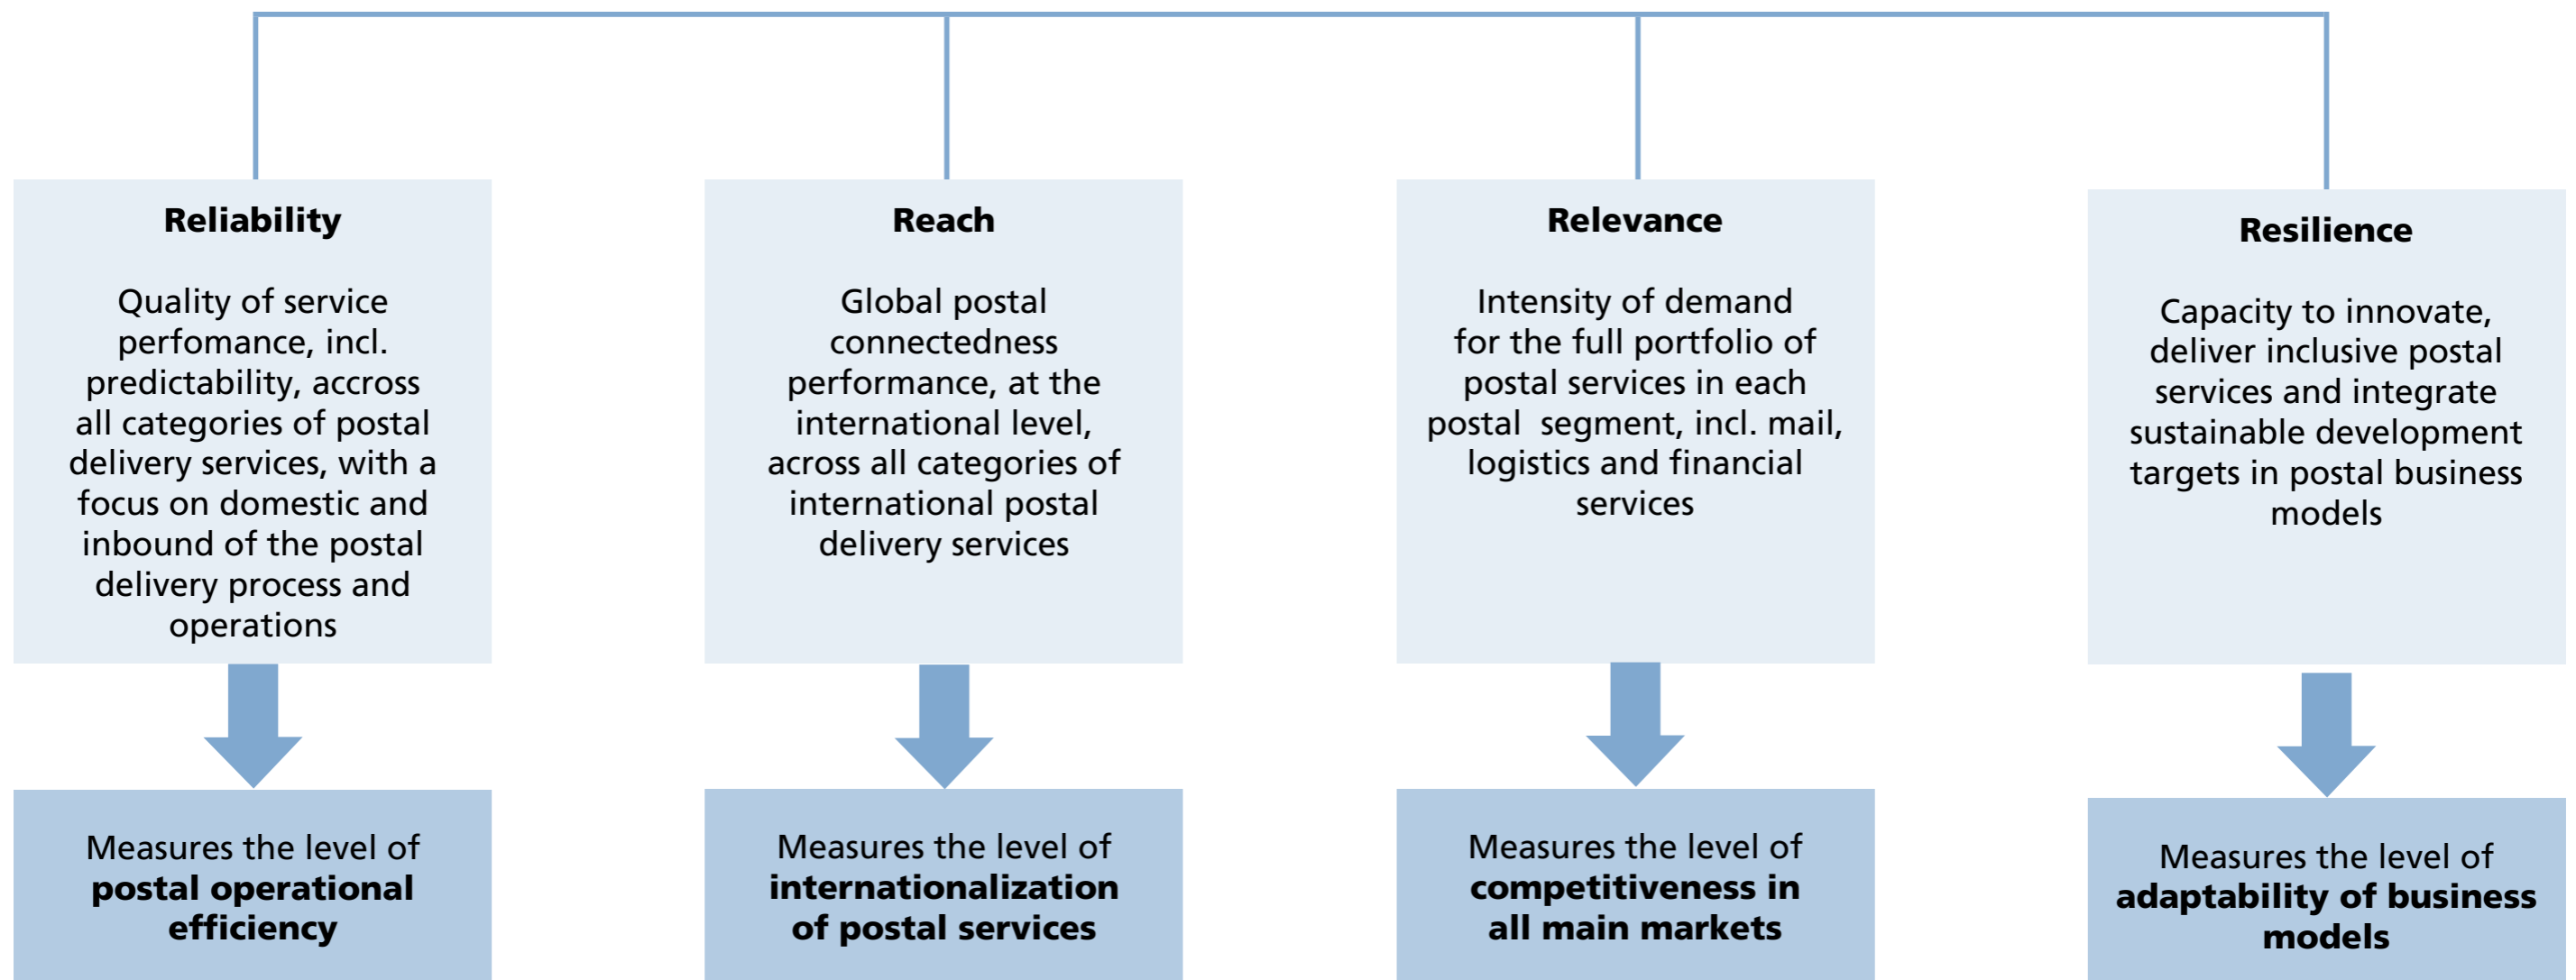 Reliability
Quality of service
perfomance, incl.
predictability, accross
all categories of postal
delivery services, with a
focus on domestic and
inbound of the postal
delivery process and
operations
Measures the level of
postal operational
efficiency
Reach
Global postal
connectedness
performance, at the
international level,
across all categories of
international postal
delivery services
Measures the level of
internationalization
of postal services
Relevance
Intensity of demand
for the full portfolio of
postal services in each
postal  segment, incl. mail,
logistics and financial
services
Measures the level of
competitiveness in
all main markets
Resilience
Capacity to innovate,
deliver inclusive postal
services and integrate
sustainable development
targets in postal business
models
Measures the level of
adaptability of business
models